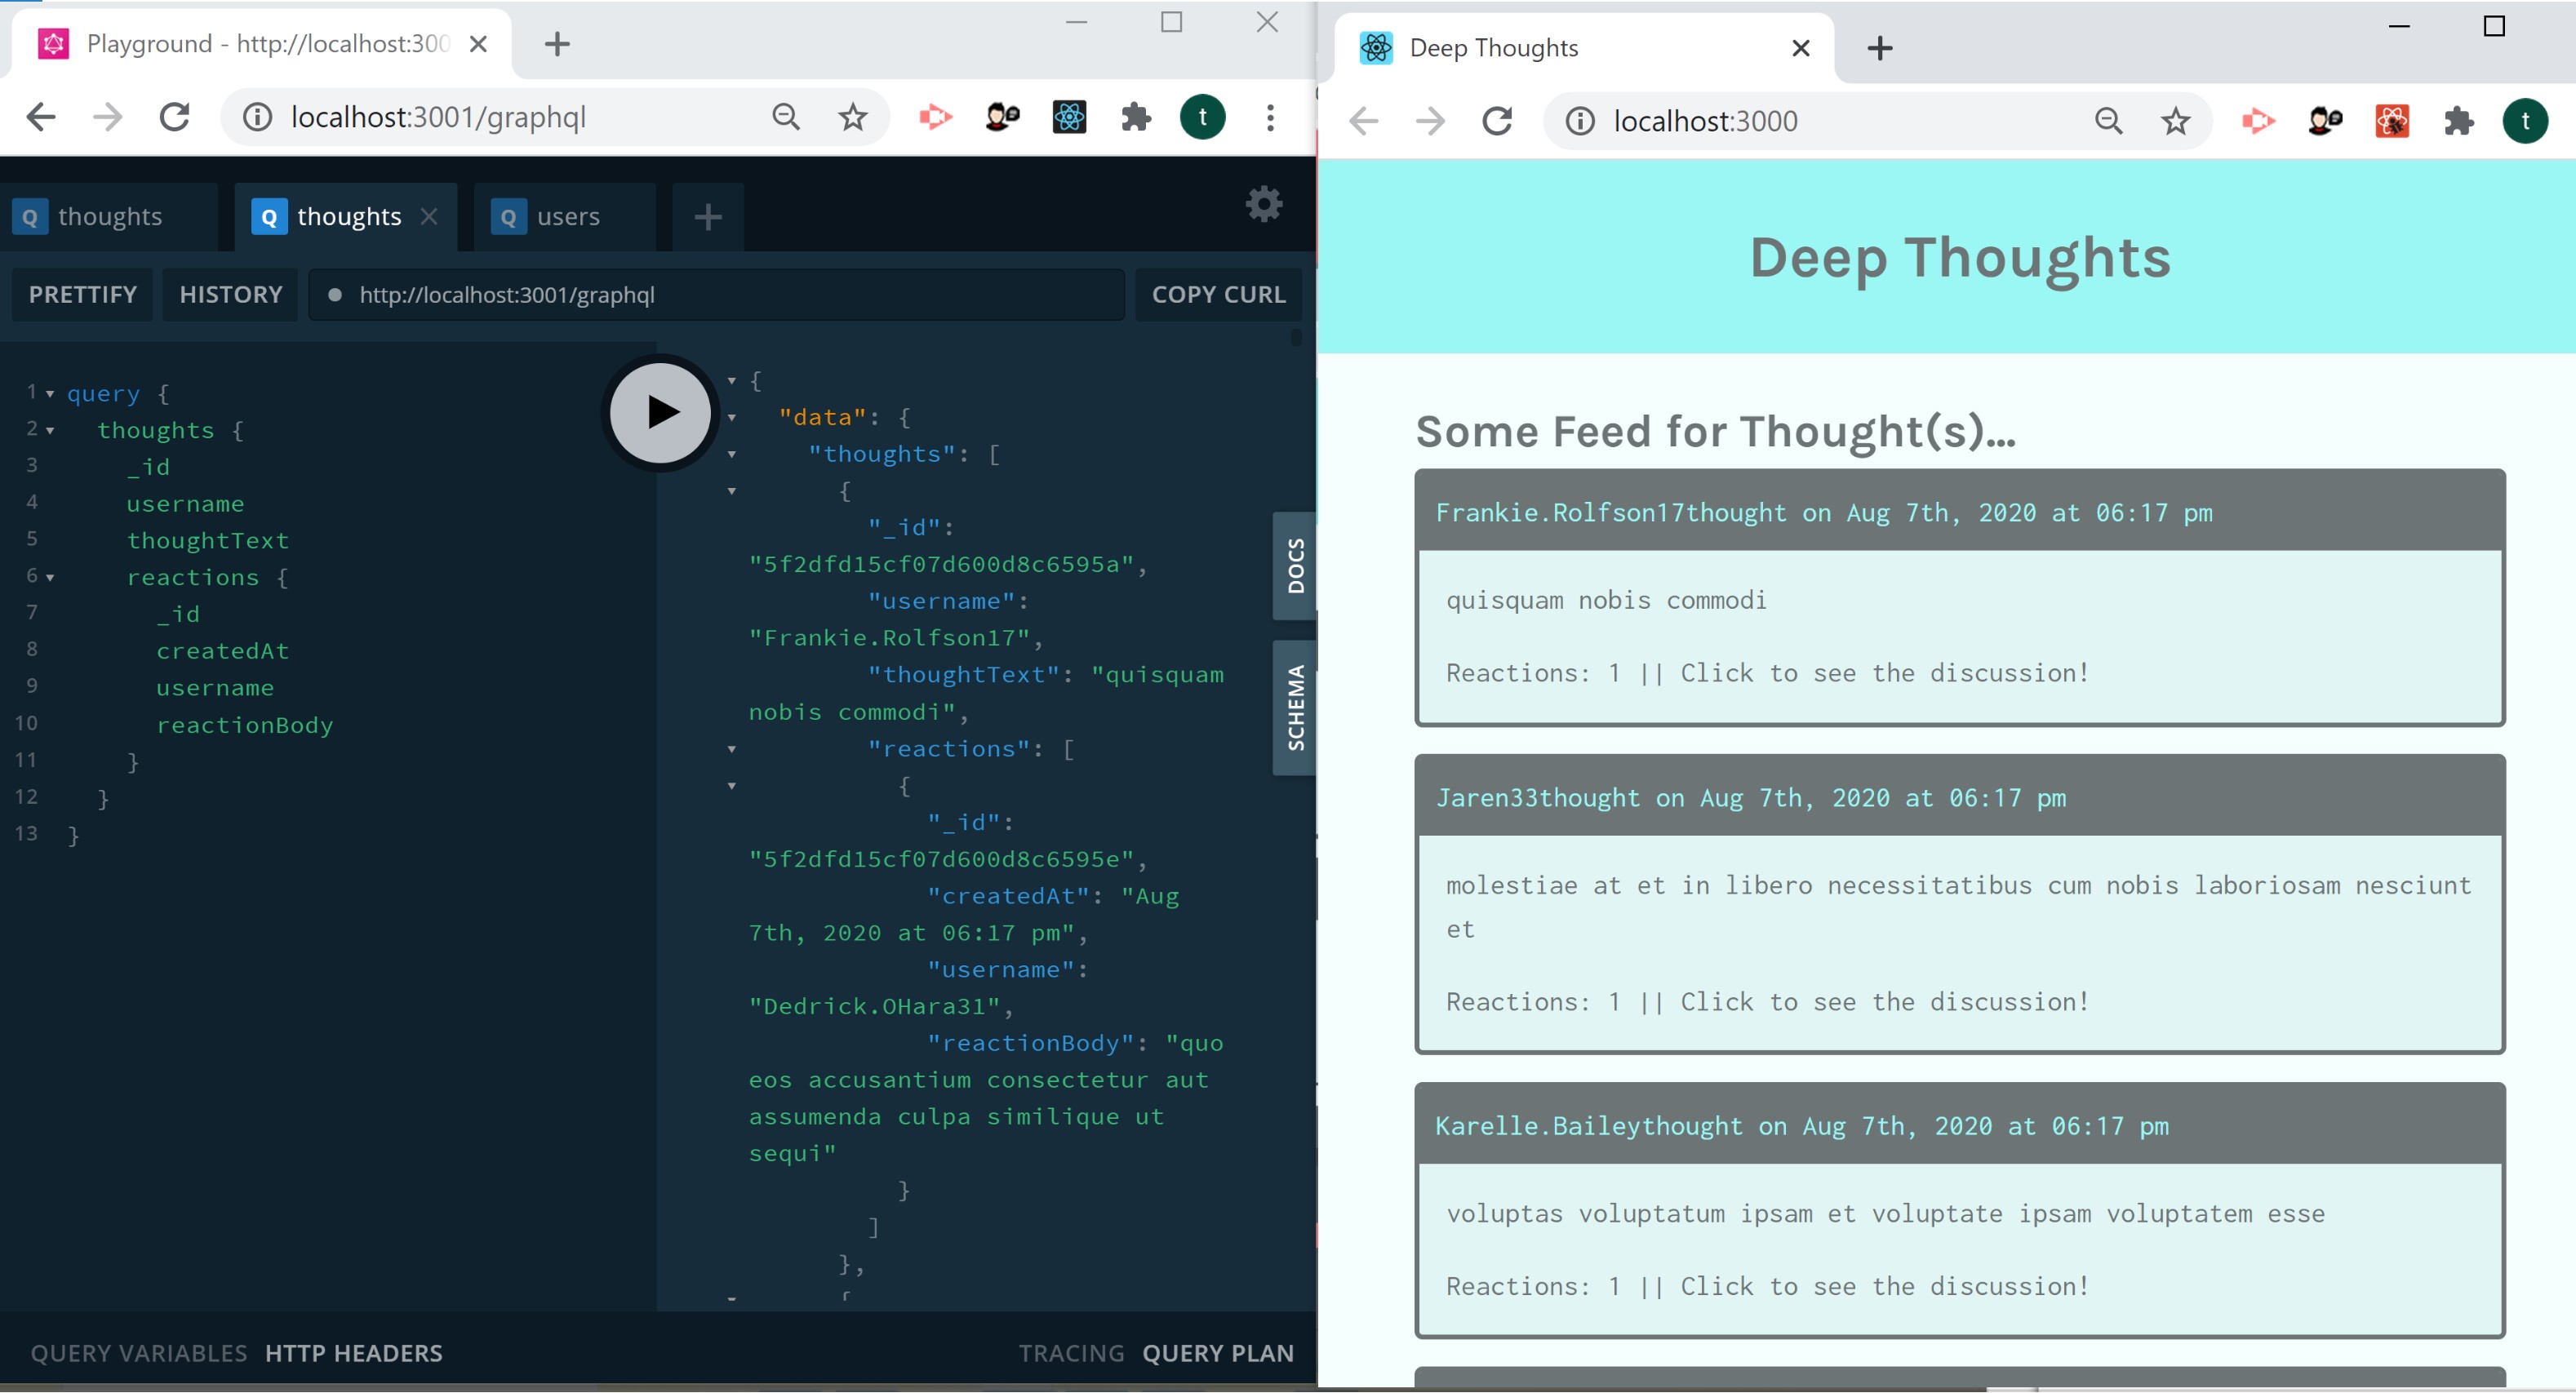 Playground - http://localhost:300
localhost:3001/graphql
t
Q thoughts
Q thoughts
Q users
PRETTIFY
HISTORY
http://localhost:3001/graphql
COPY CURL
1 query {
2 thoughts {
3 _id
4 username
5 thoughtText
6 reactions {
7 _id
8 createdAt
9 username
10 reactionBody
11 }
12 }
13 }
{
"data": {
"thoughts": [
{
"_id":
"5f2dfd15cf07d600d8c6595a",
"username":
"Frankie.Rolfson17",
"thoughtText": "quisquam
nobis commodi",
"reactions": [
{
"_id":
"5f2dfd15cf07d600d8c6595e",
"createdAt": "Aug
7th, 2020 at 06:17 pm",
"username":
"Dedrick.OHara31",
"reactionBody": "quo
eos accusantium consectetur aut
assumenda culpa similique ut
sequi"
}
]
},
DOCS
SCHEMA
QUERY VARIABLES
HTTP HEADERS
TRACING
QUERY PLAN
Deep Thoughts
localhost:3000
t
Deep Thoughts
Some Feed for Thought(s)...
Frankie.Rolfson17thought on Aug 7th, 2020 at 06:17 pm
quisquam nobis commodi
Reactions: 1 || Click to see the discussion!
Jaren33thought on Aug 7th, 2020 at 06:17 pm
molestiae at et in libero necessitatibus cum nobis laboriosam nesciunt
et
Reactions: 1 || Click to see the discussion!
Karelle.Baileythought on Aug 7th, 2020 at 06:17 pm
voluptas voluptatum ipsam et voluptate ipsam voluptatem esse
Reactions: 1 || Click to see the discussion!